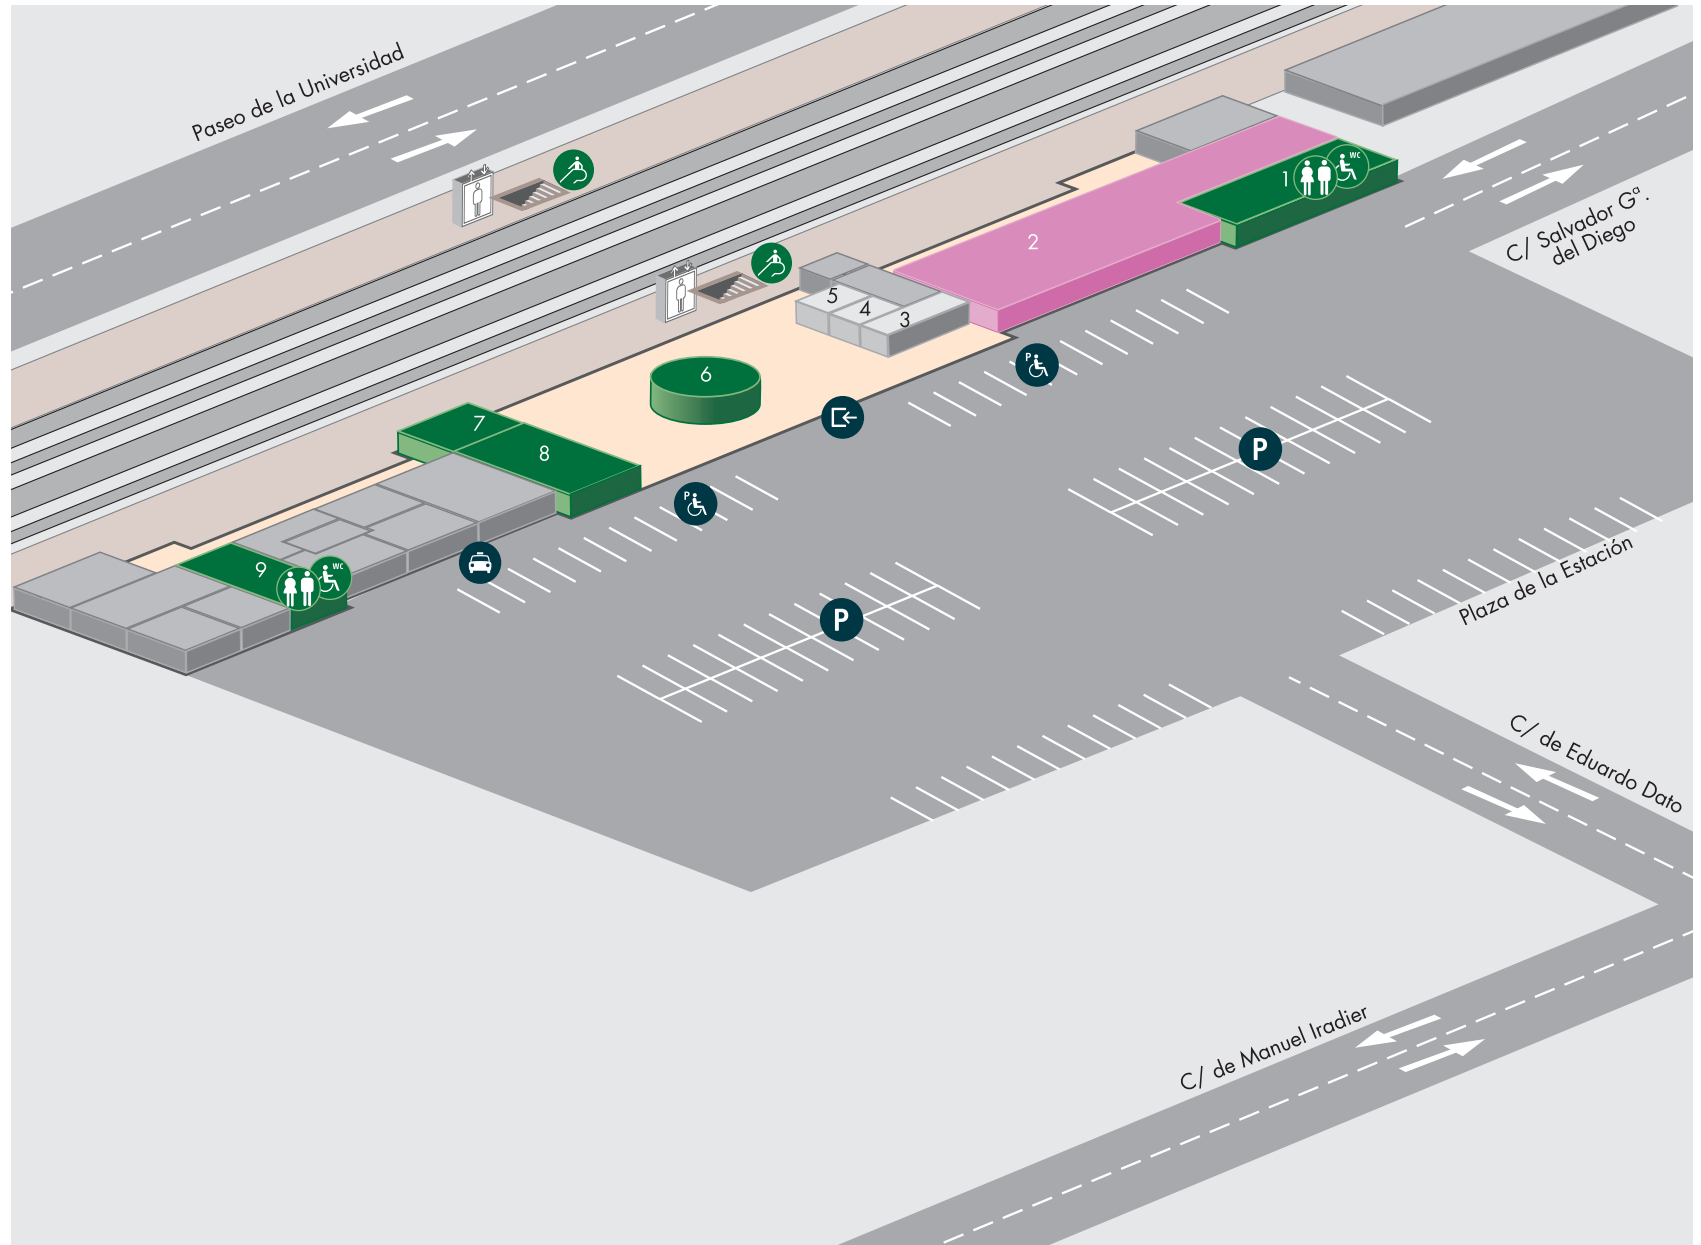 Paseo de la Universidad
WC
1
C/ Salvador Gª.
del Diego
2
5
4
3
P
6
7
8
P
P
9
WC
P
Plaza de la Estación
C/ de Eduardo Dato
C/ de Manuel Iradier